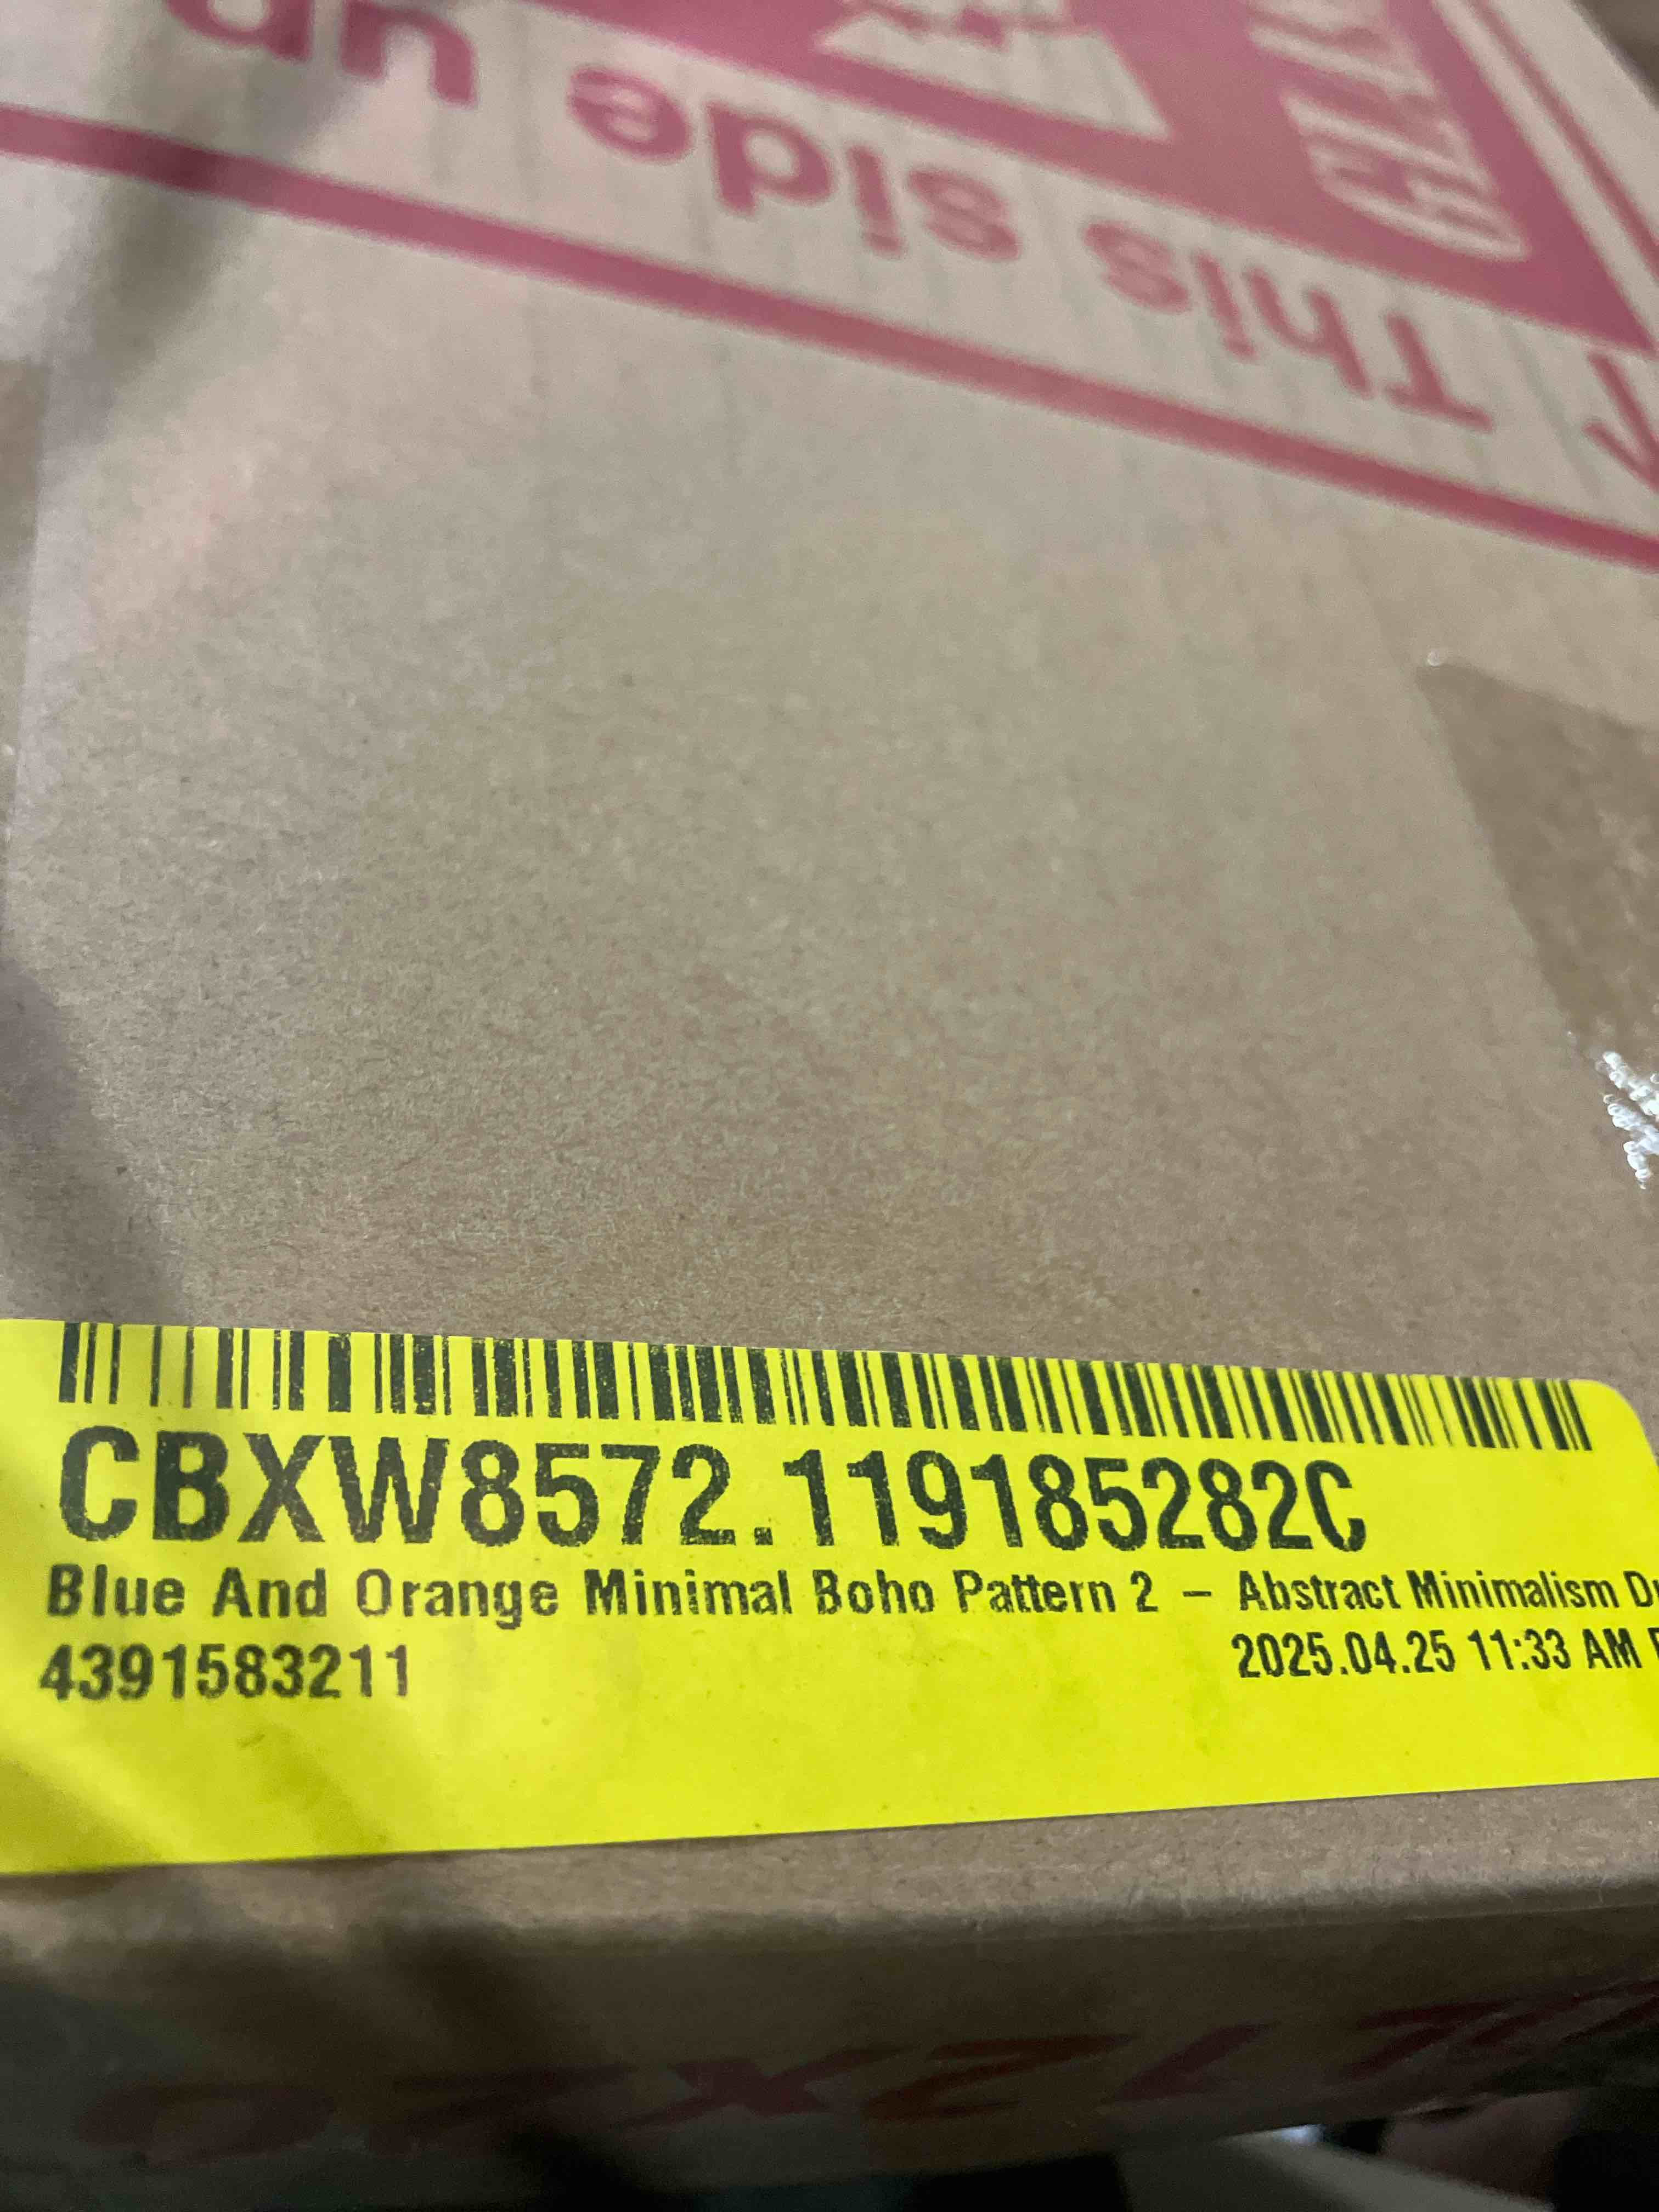 This side up
CBXW8572.119185282C
Blue And Orange Minimal Boho Pattern 2 – Abstract Minimalism
4391583211
2025.04.25 11:33 AM